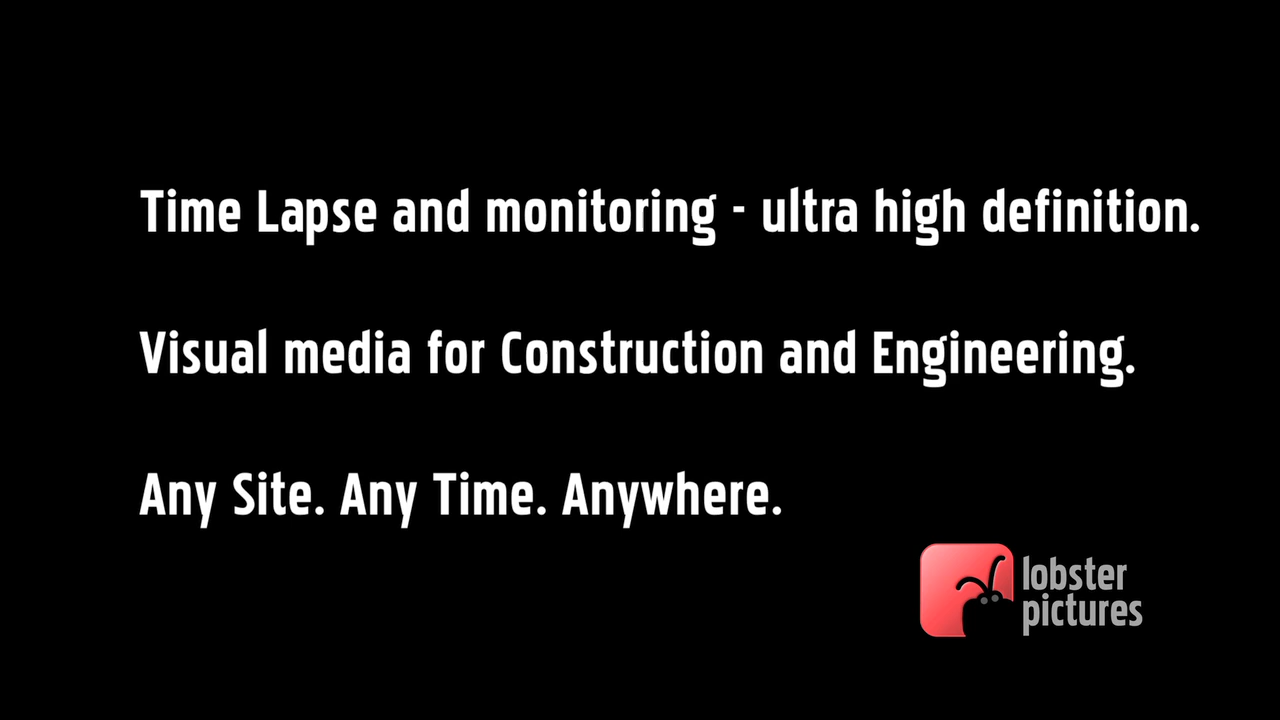 Time Lapse and monitoring - ultra high definition.
Visual media for Construction and Engineering.
Any Site. Any Time. Anywhere.
lobster
pictures